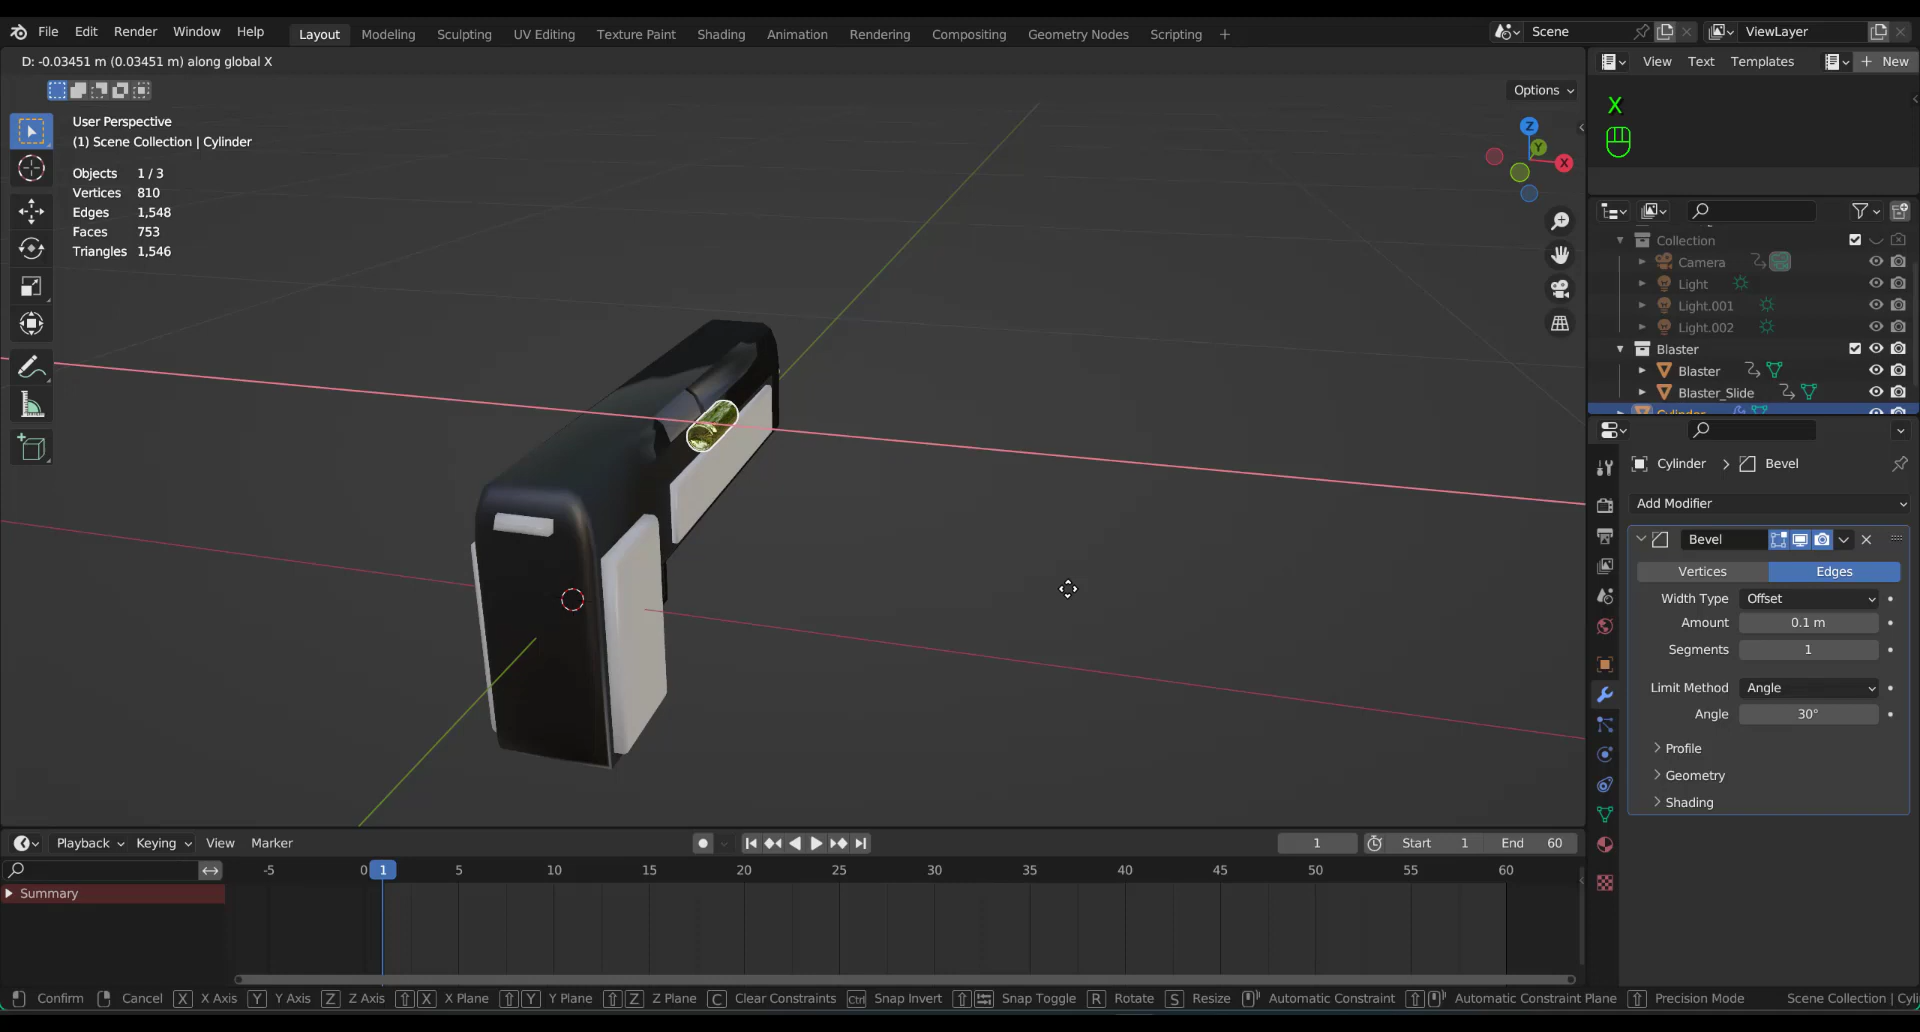 File Edit Render Window Help Layout Modeling Sculpting UV Editing Texture Paint Shading Animation Rendering Compositing Geometry Nodes Scripting + Scene ViewLayer
D: -0.03451 m (0.03451 m) along global X
View Text Templates + New
Options
User Perspective
(1) Scene Collection | Cylinder
Objects 1 / 3
Vertices 810
Edges 1,548
Faces 753
Triangles 1,546
Z
Y
X
X
Collection
Camera
Light
Light.001
Light.002
Blaster
Blaster
Blaster_Slide
Cylinder
Cylinder > Bevel
Add Modifier
Bevel
Vertices Edges
Width Type Offset
Amount 0.1 m
Segments 1
Limit Method Angle
Angle 30°
Profile
Geometry
Shading
Playback Keying View Marker 1 Start 1 End 60
-5 0 1 5 10 15 20 25 30 35 40 45 50 55 60
Summary
Confirm Cancel X X Axis Y Y Axis Z Z Axis X X Plane Y Y Plane Z Z Plane C Clear Constraints Ctrl Snap Invert Snap Toggle R Rotate S Resize Automatic Constraint Automatic Constraint Plane Precision Mode Scene Collection | Cyli